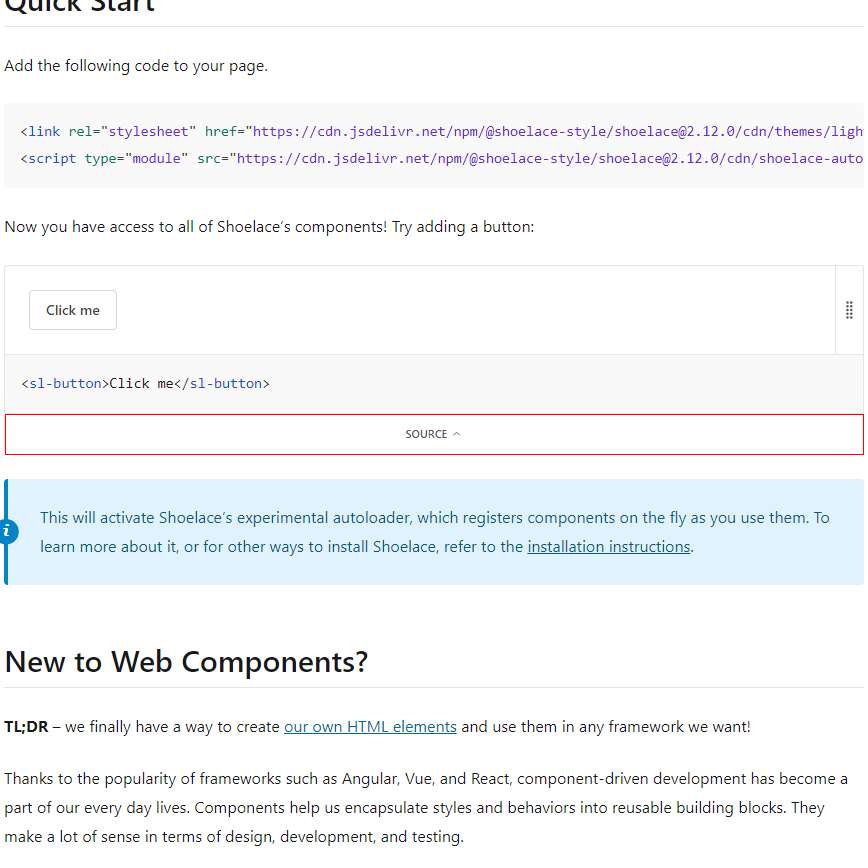 Quick Start
Add the following code to your page.
<link rel="stylesheet" href="https://cdn.jsdelivr.net/npm/@shoelace-style/shoelace@2.12.0/cdn/themes/ligh
<script type="module" src="https://cdn.jsdelivr.net/npm/@shoelace-style/shoelace@2.12.0/cdn/shoelace-auto
Now you have access to all of Shoelace’s components! Try adding a button:
Click me
<sl-button>Click me</sl-button>
SOURCE
i
This will activate Shoelace’s experimental autoloader, which registers components on the fly as you use them. To
learn more about it, or for other ways to install Shoelace, refer to the installation instructions.
New to Web Components?
TL;DR – we finally have a way to create our own HTML elements and use them in any framework we want!
Thanks to the popularity of frameworks such as Angular, Vue, and React, component-driven development has become a
part of our every day lives. Components help us encapsulate styles and behaviors into reusable building blocks. They
make a lot of sense in terms of design, development, and testing.